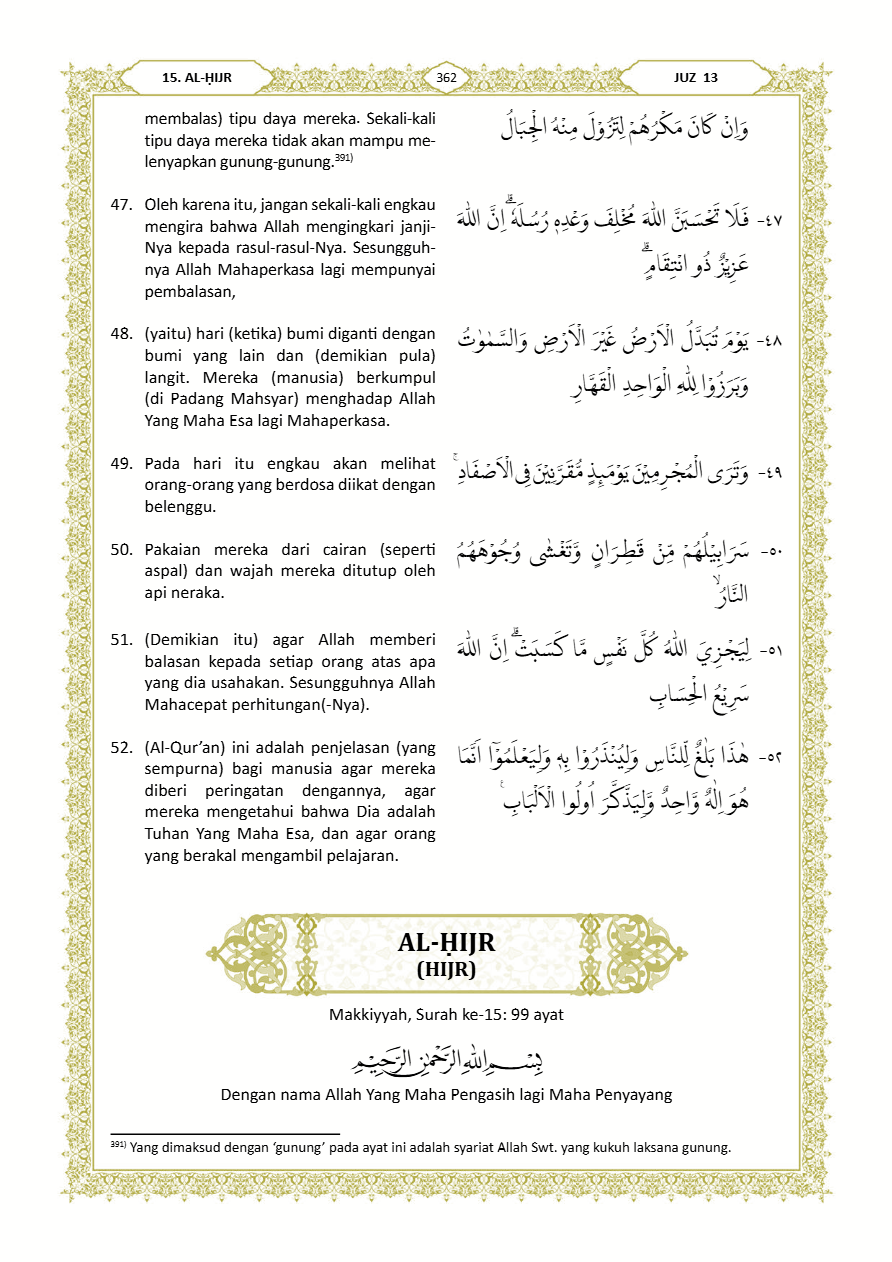 15. AL-ḤIJR
362
JUZ 13
membalas) tipu daya mereka. Sekali-kali
tipu daya mereka tidak akan mampu me-
lenyapkan gunung-gunung.³⁹¹⁾
وَاِنْ كَانَ مَكْرُهُمْ لِتَزُوْلَ مِنْهُ الْجِبَالُ
47. Oleh karena itu, jangan sekali-kali engkau
mengira bahwa Allah mengingkari janji-
Nya kepada rasul-rasul-Nya. Sesungguh-
nya Allah Mahaperkasa lagi mempunyai
pembalasan,
٤٧- فَلَا تَحْسَبَنَّ اللّٰهَ مُخْلِفَ وَعْدِهٖ رُسُلَهٗ ۗاِنَّ اللّٰهَ
عَزِيْزٌ ذُو انْتِقَامٍۗ
48. (yaitu) hari (ketika) bumi diganti dengan
bumi yang lain dan (demikian pula)
langit. Mereka (manusia) berkumpul
(di Padang Mahsyar) menghadap Allah
Yang Maha Esa lagi Mahaperkasa.
٤٨- يَوْمَ تُبَدَّلُ الْاَرْضُ غَيْرَ الْاَرْضِ وَالسَّمٰوٰتُ
وَبَرَزُوْا لِلّٰهِ الْوَاحِدِ الْقَهَّارِ
49. Pada hari itu engkau akan melihat
orang-orang yang berdosa diikat dengan
belenggu.
٤٩- وَتَرَى الْمُجْرِمِيْنَ يَوْمَىِٕذٍ مُّقَرَّنِيْنَ فِى الْاَصْفَادِۚ
50. Pakaian mereka dari cairan (seperti
aspal) dan wajah mereka ditutup oleh
api neraka.
٥٠- سَرَابِيْلُهُمْ مِّنْ قَطِرَانٍ وَّتَغْشٰى وُجُوْهَهُمُ
النَّارُۙ
51. (Demikian itu) agar Allah memberi
balasan kepada setiap orang atas apa
yang dia usahakan. Sesungguhnya Allah
Mahacepat perhitungan(-Nya).
٥١- لِيَجْزِيَ اللّٰهُ كُلَّ نَفْسٍ مَّا كَسَبَتْۗ اِنَّ اللّٰهَ
سَرِيْعُ الْحِسَابِ
52. (Al-Qur’an) ini adalah penjelasan (yang
sempurna) bagi manusia agar mereka
diberi peringatan dengannya, agar
mereka mengetahui bahwa Dia adalah
Tuhan Yang Maha Esa, dan agar orang
yang berakal mengambil pelajaran.
٥٢- هٰذَا بَلٰغٌ لِّلنَّاسِ وَلِيُنْذَرُوْا بِهٖ وَلِيَعْلَمُوْٓا اَنَّمَا
هُوَ اِلٰهٌ وَّاحِدٌ وَّلِيَذَّكَّرَ اُولُوا الْاَلْبَابِ ࣖ
AL-ḤIJR
(HIJR)
Makkiyyah, Surah ke-15: 99 ayat
بِسْمِ اللّٰهِ الرَّحْمٰنِ الرَّحِيْمِ
Dengan nama Allah Yang Maha Pengasih lagi Maha Penyayang
³⁹¹⁾ Yang dimaksud dengan ‘gunung’ pada ayat ini adalah syariat Allah Swt. yang kukuh laksana gunung.